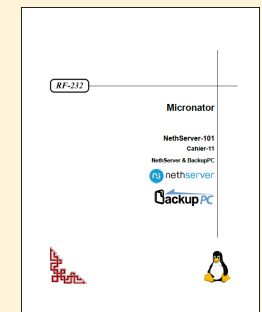 RF-232
Micronator
NethServer-101
Cahier-11
NethServer & BackupPC
nethserver
BackupPC